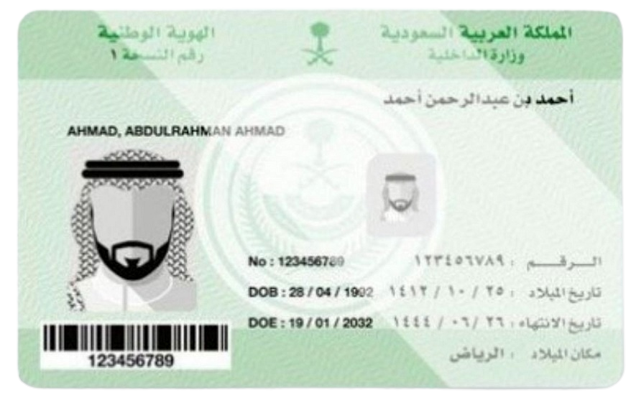 المملكة العربية السعودية
وزارة الداخلية
الهوية الوطنية
رقم النسخة ١
أحمد بن عبدالرحمن أحمد
AHMAD, ABDULRAHMAN AHMAD
الرقم : ١٢٣٤٥٦٧٨٩
No : 123456789
تاريخ الميلاد : ٢٥ / ١٠ / ١٤١٢
DOB : 28 / 04 / 1992
تاريخ الانتهاء : ٢٦ / ٠٦ / ١٤٤٤
DOE : 19 / 01 / 2032
مكان الميلاد : الرياض
123456789